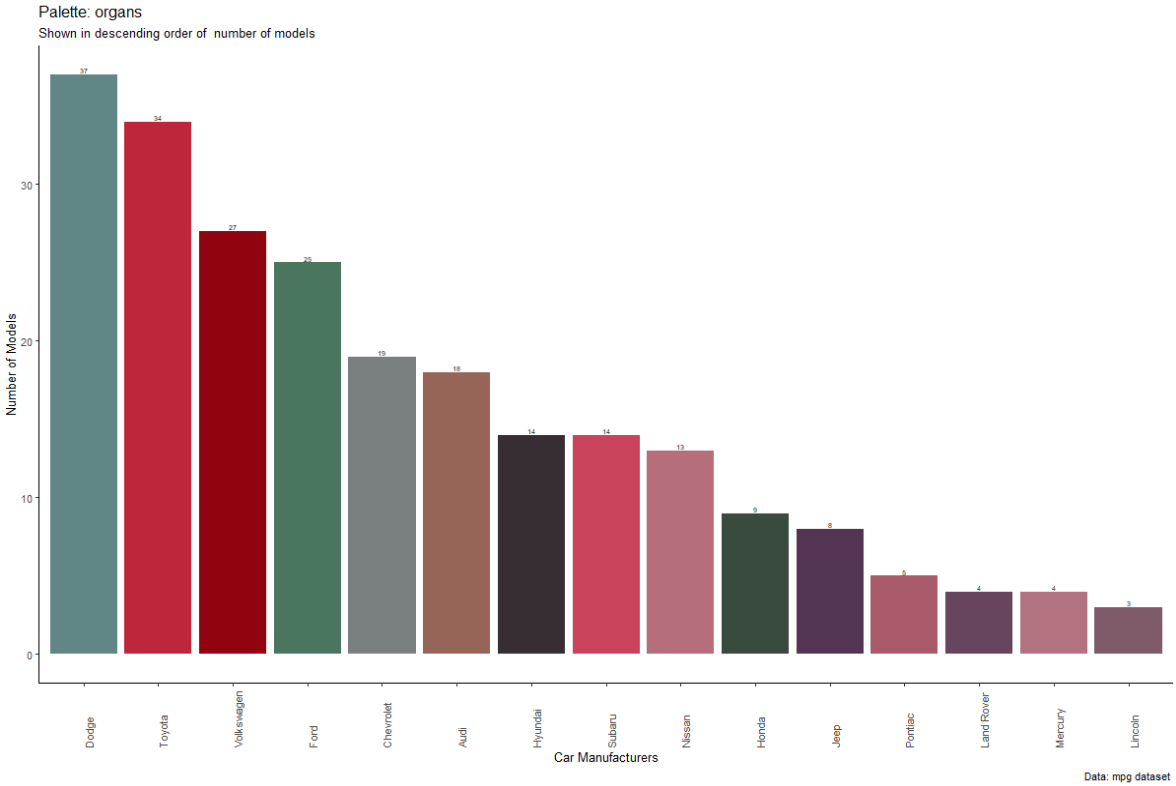 Palette: organs
Shown in descending order of  number of models
37
34
27
25
19
18
14
14
13
9
8
5
4
4
3
30
20
10
0
Number of Models
Dodge
Toyota
Volkswagen
Ford
Chevrolet
Audi
Hyundai
Subaru
Nissan
Honda
Jeep
Pontiac
Land Rover
Mercury
Lincoln
Car Manufacturers
Data: mpg dataset